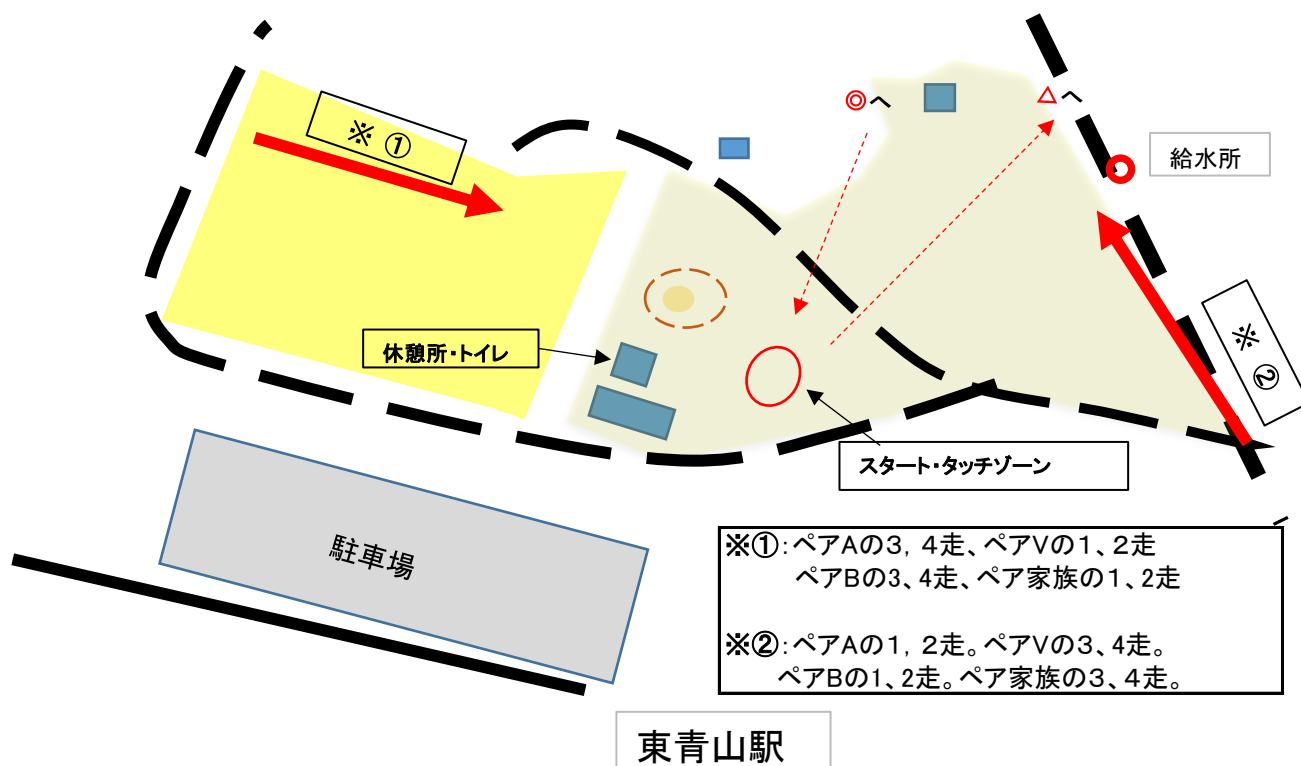 ※ ①
◎へ
△へ
給水所
※ ②
休憩所・トイレ
スタート・タッチゾーン
駐車場
※①：ペアAの３，４走、ペアVの１、２走
ペアBの3、4走、ペア家族の１、２走
※②：ペアAの１，２走。ペアVの３、４走。
ペアBの1、2走。ペア家族の３、４走。
東青山駅